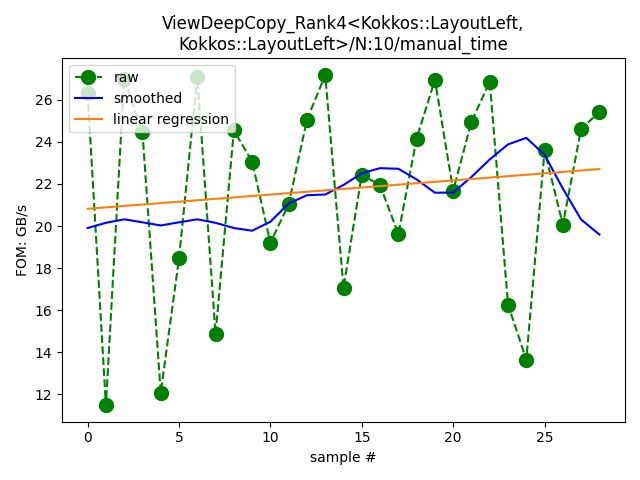 ViewDeepCopy_Rank4<Kokkos::LayoutLeft,
Kokkos::LayoutLeft>/N:10/manual_time
raw
smoothed
linear regression
FOM: GB/s
26
24
22
20
18
16
14
12
0 5 10 15 20 25
sample #